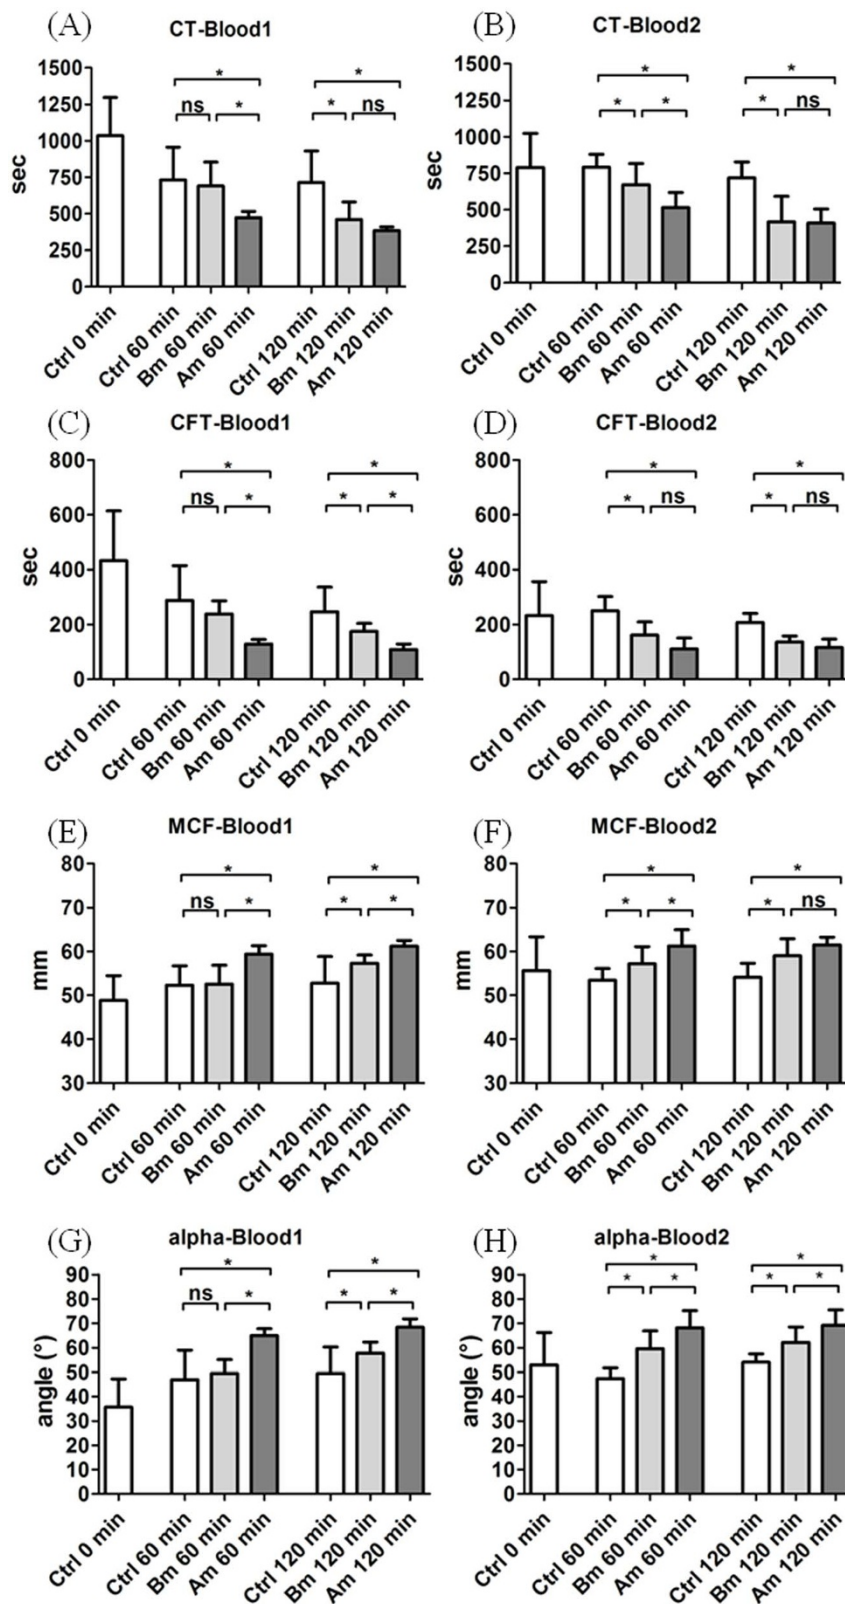 (A) CT-Blood1
1500
1250
1000
750
500
250
0
sec
* *
ns * * ns
Ctrl 0 min
Ctrl 60 min
Bm 60 min
Am 60 min
Ctrl 120 min
Bm 120 min
Am 120 min
(B) CT-Blood2
1500
1250
1000
750
500
250
0
sec
* *
* * * ns
Ctrl 0 min
Ctrl 60 min
Bm 60 min
Am 60 min
Ctrl 120 min
Bm 120 min
Am 120 min
(C) CFT-Blood1
800
600
400
200
0
sec
* *
ns * * *
Ctrl 0 min
Ctrl 60 min
Bm 60 min
Am 60 min
Ctrl 120 min
Bm 120 min
Am 120 min
(D) CFT-Blood2
800
600
400
200
0
sec
* *
* ns * ns
Ctrl 0 min
Ctrl 60 min
Bm 60 min
Am 60 min
Ctrl 120 min
Bm 120 min
Am 120 min
(E) MCF-Blood1
80
70
60
50
40
30
mm
* *
ns * * *
Ctrl 0 min
Ctrl 60 min
Bm 60 min
Am 60 min
Ctrl 120 min
Bm 120 min
Am 120 min
(F) MCF-Blood2
80
70
60
50
40
30
mm
* *
* * * ns
Ctrl 0 min
Ctrl 60 min
Bm 60 min
Am 60 min
Ctrl 120 min
Bm 120 min
Am 120 min
(G) alpha-Blood1
90
80
70
60
50
40
30
20
10
0
angle (°)
* *
ns * * *
Ctrl 0 min
Ctrl 60 min
Bm 60 min
Am 60 min
Ctrl 120 min
Bm 120 min
Am 120 min
(H) alpha-Blood2
90
80
70
60
50
40
30
20
10
0
angle (°)
* *
* * * *
Ctrl 0 min
Ctrl 60 min
Bm 60 min
Am 60 min
Ctrl 120 min
Bm 120 min
Am 120 min